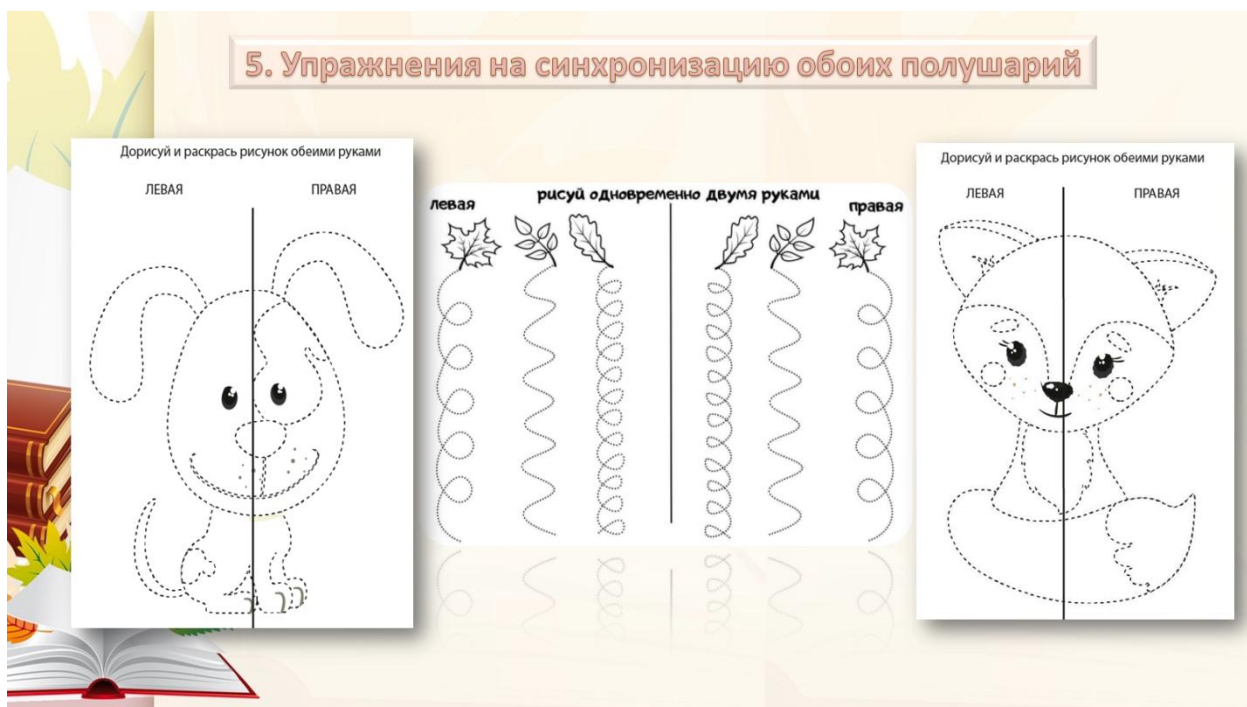 5. Упражнения на синхронизацию обоих полушарий
Дорисуй и раскрась рисунок обеими руками
ЛЕВАЯ ПРАВАЯ
рисуй одновременно двумя руками
левая правая
Дорисуй и раскрась рисунок обеими руками
ЛЕВАЯ ПРАВАЯ